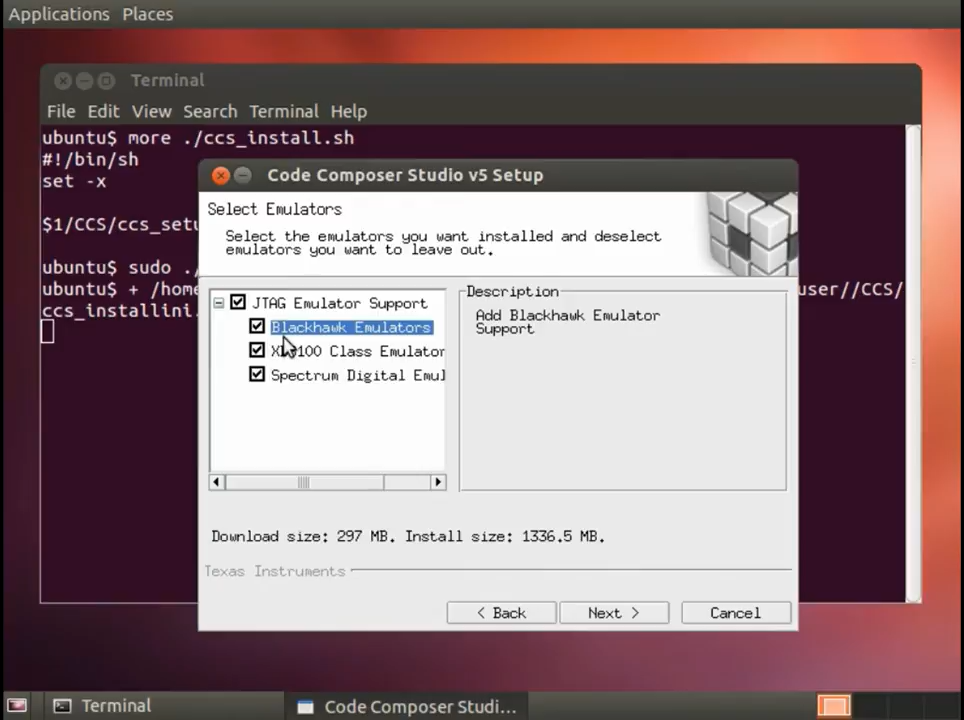 Applications Places
Terminal
File Edit View Search Terminal Help
ubuntu$ more ./ccs_install.sh
#!/bin/sh
set -x
$1/CCS/ccs_setu
ubuntu$ sudo ./
ubuntu$ + /home
user//CCS/
ccs_installini.
Code Composer Studio v5 Setup
Select Emulators
Select the emulators you want installed and deselect
emulators you want to leave out.
JTAG Emulator Support
Blackhawk Emulators
100 Class Emulator
Spectrum Digital Emul
Description
Add Blackhawk Emulator
Support
Download size: 297 MB. Install size: 1336.5 MB.
Texas Instruments
< Back Next > Cancel
Terminal Code Composer Studi...